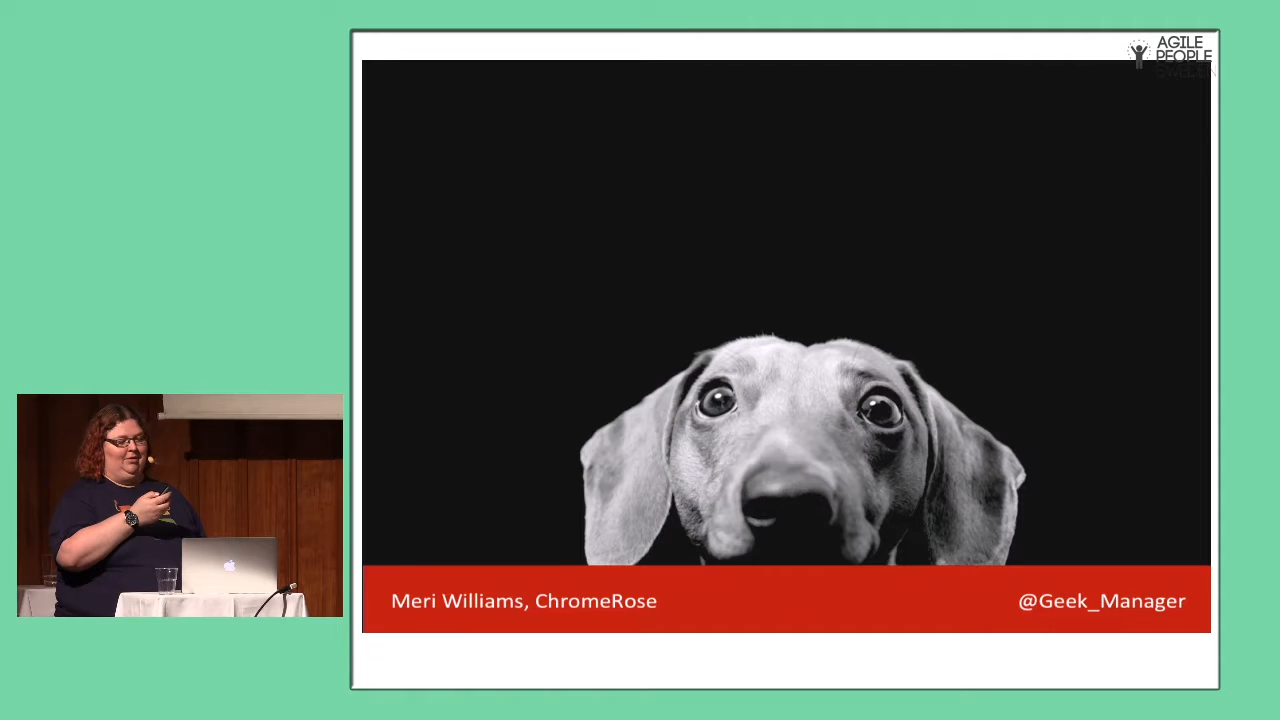 AGILE
PEOPLE
SWEDEN
Meri Williams, ChromeRose
@Geek_Manager